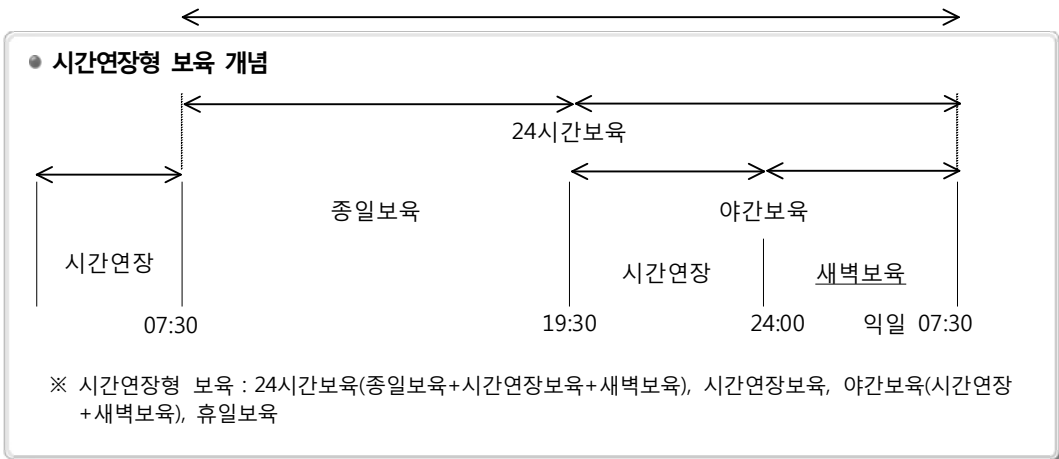 시간연장형 보육 개념
24시간보육
종일보육
야간보육
시간연장
시간연장
새벽보육
07:30
19:30
24:00
익일 07:30
※ 시간연장형 보육 : 24시간보육(종일보육+시간연장보육+새벽보육), 시간연장보육, 야간보육(시간연장
+새벽보육), 휴일보육